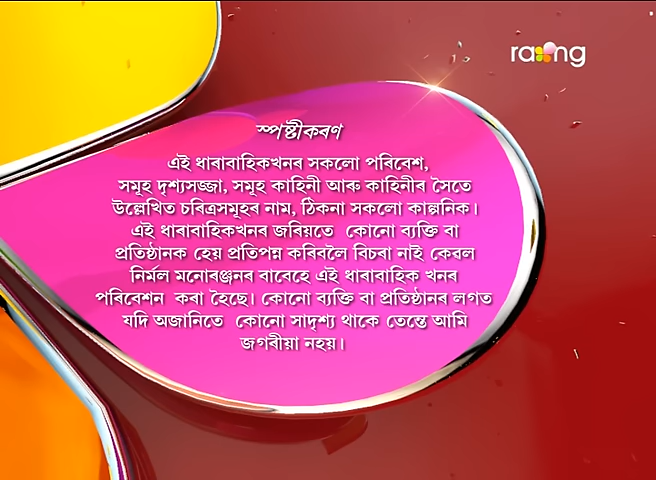 rang
স্পষ্টীকৰণ
এই ধাৰাবাহিকখনৰ সকলো পৰিবেশ,
সমূহ দৃশ্যসজ্জা, সমূহ কাহিনী আৰু কাহিনীৰ সৈতে
উল্লেখিত চৰিত্ৰসমূহৰ নাম, ঠিকনা সকলো কাল্পনিক।
এই ধাৰাবাহিকখনৰ জৰিয়তে কোনো ব্যক্তি বা
প্ৰতিষ্ঠানক হেয় প্ৰতিপন্ন কৰিবলৈ বিচৰা নাই কেৱল
নিৰ্মল মনোৰঞ্জনৰ বাবেহে এই ধাৰাবাহিক খনৰ
পৰিবেশন কৰা হৈছে। কোনো ব্যক্তি বা প্ৰতিষ্ঠানৰ লগত
যদি অজানিতে কোনো সাদৃশ্য থাকে তেন্তে আমি
জগৰীয়া নহয়।